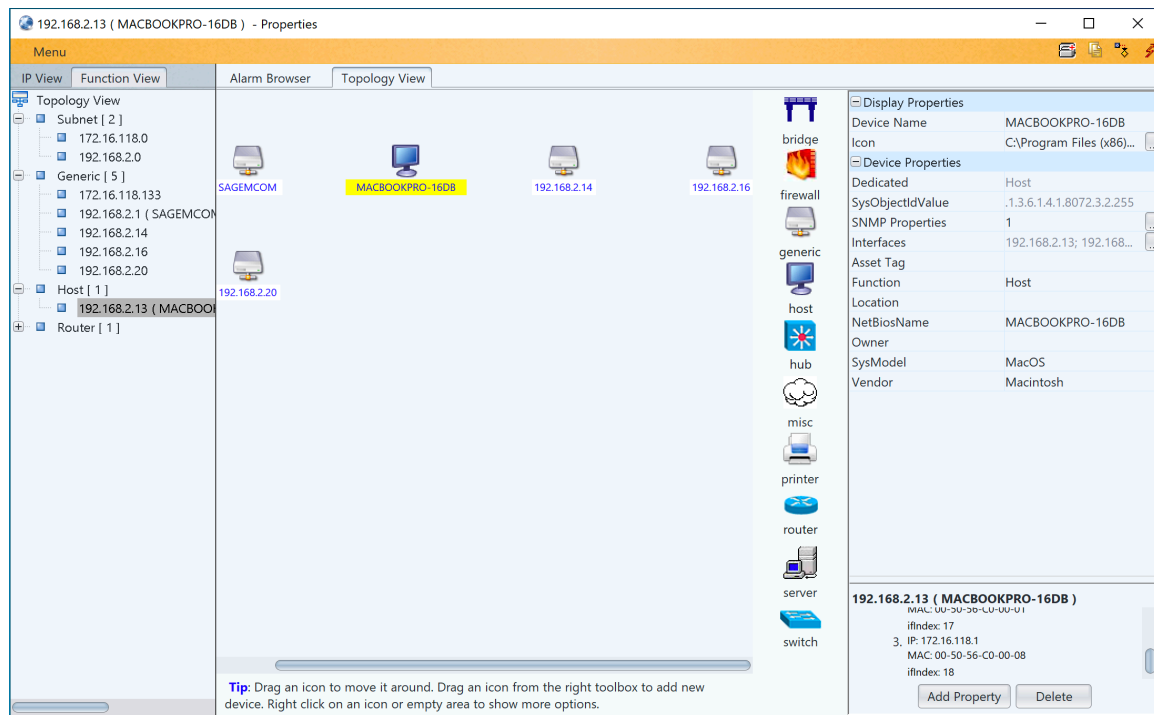 192.168.2.13 ( MACBOOKPRO-16DB ) - Properties
Menu
IP View
Function View
Topology View
Subnet [ 2 ]
172.16.118.0
192.168.2.0
Generic [ 5 ]
172.16.118.133
192.168.2.1 ( SAGEMCOM
192.168.2.14
192.168.2.16
192.168.2.20
Host [ 1 ]
192.168.2.13 ( MACBOOK
Router [ 1 ]
Alarm Browser
Topology View
SAGEMCOM
MACBOOKPRO-16DB
192.168.2.14
192.168.2.16
192.168.2.20
Tip: Drag an icon to move it around. Drag an icon from the right toolbox to add new
device. Right click on an icon or empty area to show more options.
bridge
firewall
generic
host
hub
misc
printer
router
server
switch
Display Properties
Device Name MACBOOKPRO-16DB
Icon C:\Program Files (x86)...
Device Properties
Dedicated Host
SysObjectIdValue .1.3.6.1.4.1.8072.3.2.255
SNMP Properties 1
Interfaces 192.168.2.13; 192.168...
Asset Tag
Function Host
Location
NetBiosName MACBOOKPRO-16DB
Owner
SysModel MacOS
Vendor Macintosh
192.168.2.13 ( MACBOOKPRO-16DB )
MAC: 00-50-56-C0-00-01
ifIndex: 17
3. IP: 172.16.118.1
MAC: 00-50-56-C0-00-08
ifIndex: 18
Add Property
Delete